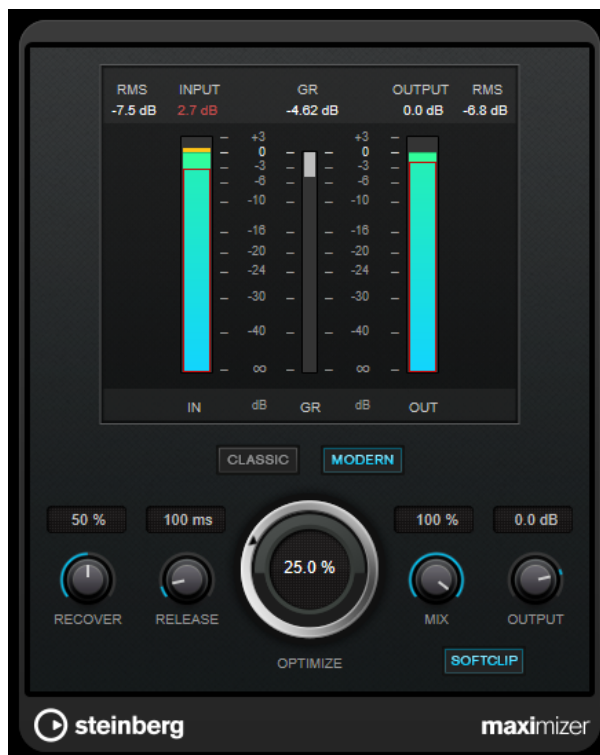 RMS INPUT GR OUTPUT RMS
-7.5 dB 2.7 dB -4.62 dB 0.0 dB -6.8 dB
+3 +3
0 0
-3 -3
-6 -6
-10 -10
-16 -16
-20 -20
-24 -24
-30 -30
-40 -40
∞ ∞
IN dB GR dB OUT
CLASSIC MODERN
50 % 100 ms 100 % 0.0 dB
25.0 %
RECOVER RELEASE MIX OUTPUT
OPTIMIZE SOFTCLIP
steinberg maximizer